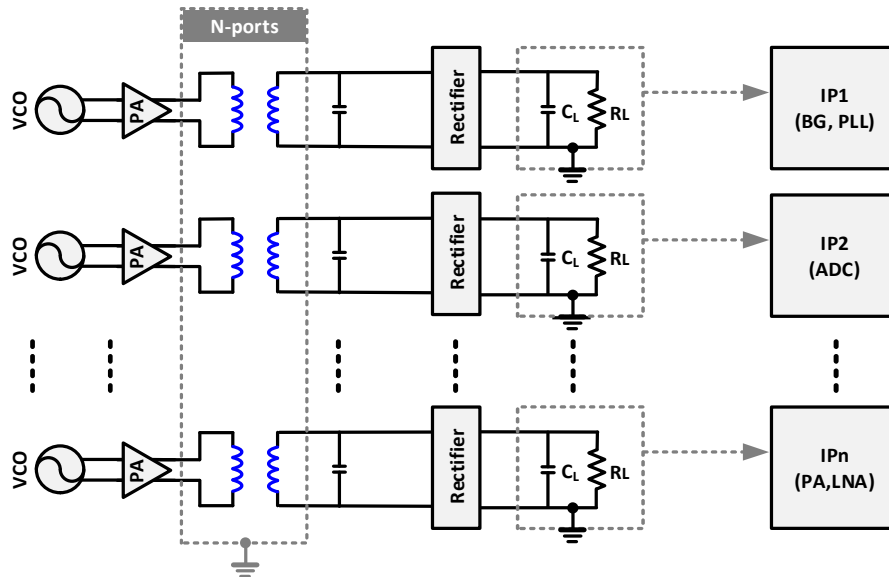 N-ports
VCO
PA
Rectifier
CL
RL
IP1
(BG, PLL)
VCO
PA
Rectifier
CL
RL
IP2
(ADC)
VCO
PA
Rectifier
CL
RL
IPn
(PA,LNA)